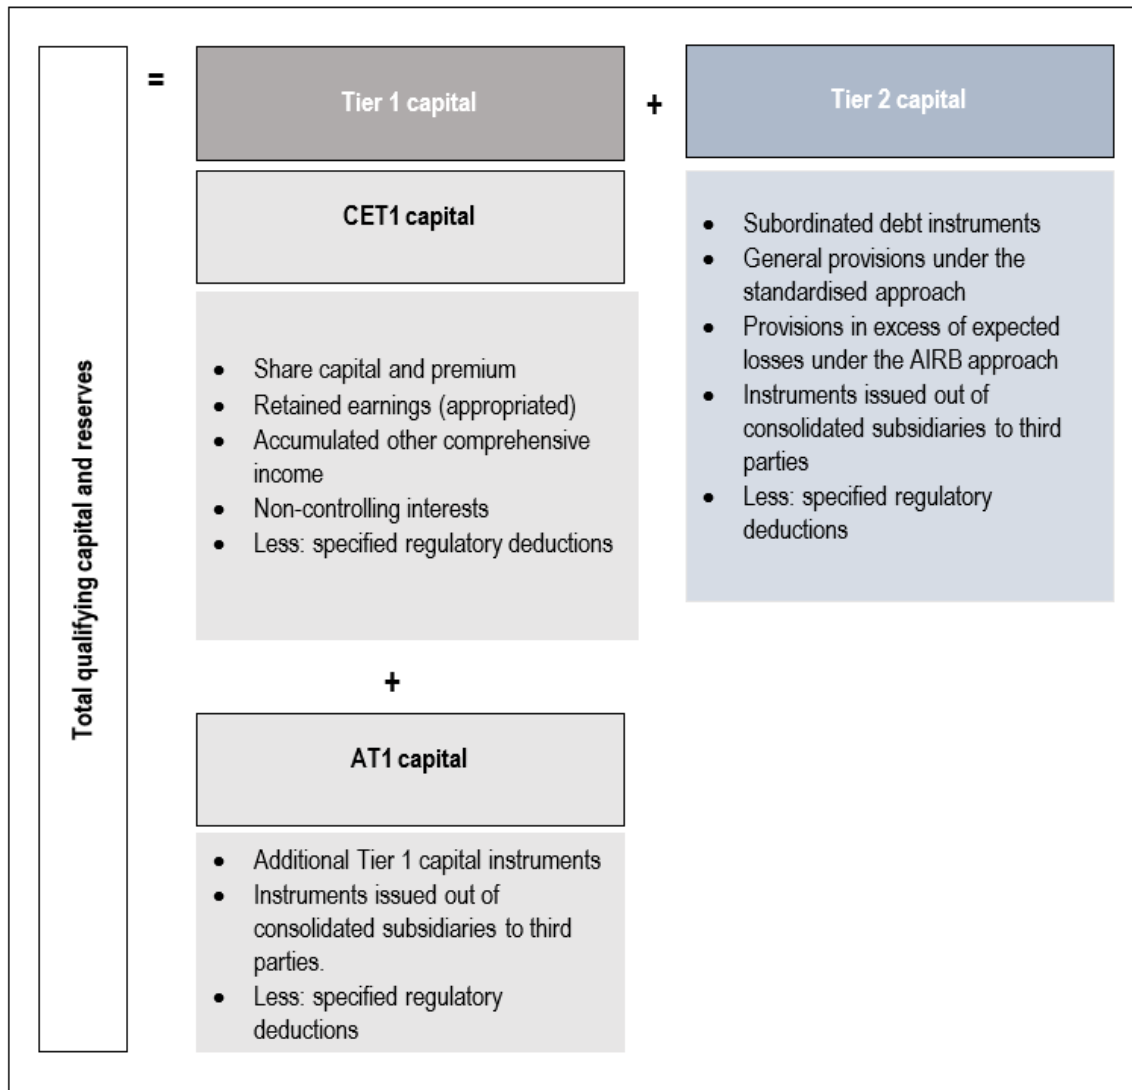 Total qualifying capital and reserves
=
Tier 1 capital
+
Tier 2 capital
CET1 capital
• Share capital and premium
• Retained earnings (appropriated)
• Accumulated other comprehensive
income
• Non-controlling interests
• Less: specified regulatory deductions
+
AT1 capital
• Additional Tier 1 capital instruments
• Instruments issued out of
consolidated subsidiaries to third
parties.
• Less: specified regulatory
deductions
• Subordinated debt instruments
• General provisions under the
standardised approach
• Provisions in excess of expected
losses under the AIRB approach
• Instruments issued out of
consolidated subsidiaries to third
parties
• Less: specified regulatory
deductions